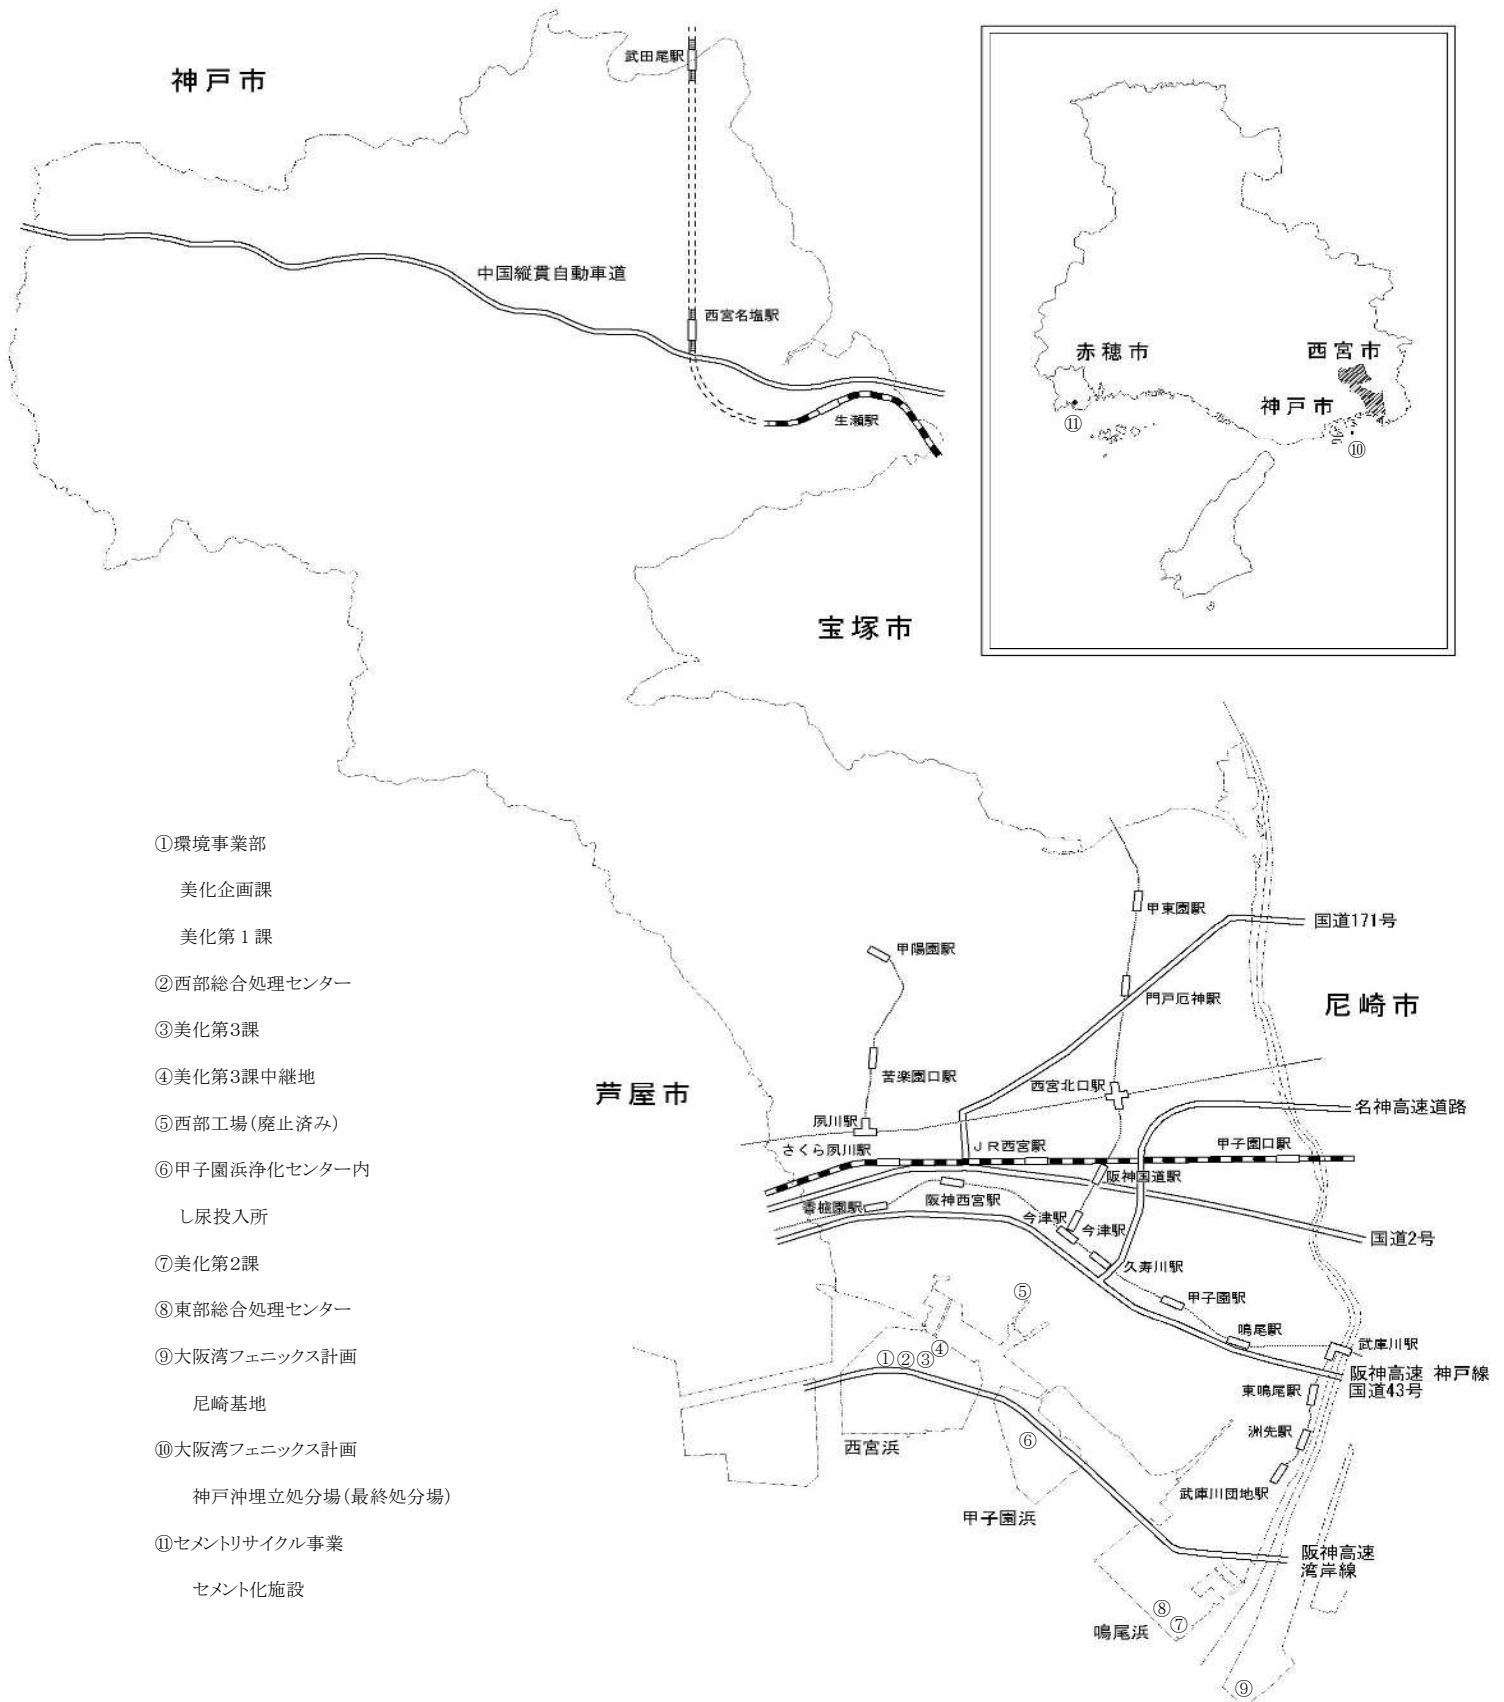 神戸市
武田尾駅
中国縦貫自動車道
西宮名塩駅
生瀬駅
赤穂市
西宮市
神戸市
⑪
⑩
宝塚市
①環境事業部
美化企画課
美化第1課
②西部総合処理センター
③美化第3課
④美化第3課中継地
⑤西部工場(廃止済み)
⑥甲子園浜浄化センター内
し尿投入所
⑦美化第2課
⑧東部総合処理センター
⑨大阪湾フェニックス計画
尼崎基地
⑩大阪湾フェニックス計画
神戸沖埋立処分場(最終処分場)
⑪セメントリサイクル事業
セメント化施設
甲東園駅
国道171号
甲陽園駅
門戸厄神駅
尼崎市
苦楽園口駅
西宮北口駅
芦屋市
名神高速道路
夙川駅
さくら夙川駅
JR西宮駅
甲子園口駅
阪神国道駅
香櫨園駅
阪神西宮駅
今津駅
今津駅
国道2号
久寿川駅
甲子園駅
⑤
鳴尾駅
武庫川駅
① ② ③ ④
阪神高速 神戸線
国道43号
東鳴尾駅
洲先駅
西宮浜
⑥
武庫川団地駅
甲子園浜
阪神高速
湾岸線
⑧
⑦
鳴尾浜
⑨